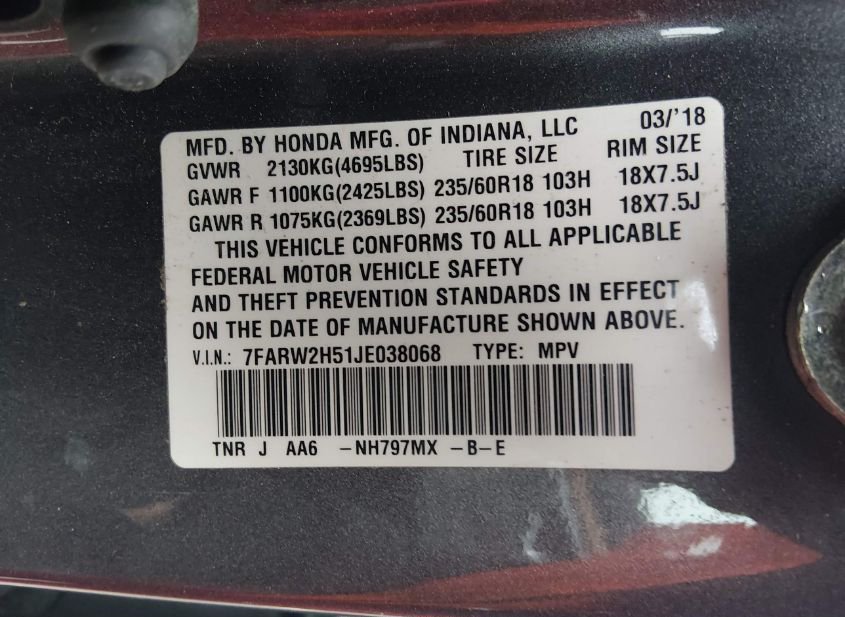 MFD. BY HONDA MFG. OF INDIANA, LLC 03/'18
GVWR 2130KG(4695LBS) TIRE SIZE RIM SIZE
GAWR F 1100KG(2425LBS) 235/60R18 103H 18X7.5J
GAWR R 1075KG(2369LBS) 235/60R18 103H 18X7.5J
THIS VEHICLE CONFORMS TO ALL APPLICABLE
FEDERAL MOTOR VEHICLE SAFETY
AND THEFT PREVENTION STANDARDS IN EFFECT
ON THE DATE OF MANUFACTURE SHOWN ABOVE.
V.I.N.: 7FARW2H51JE038068 TYPE: MPV
TNR J AA6 -NH797MX -B-E